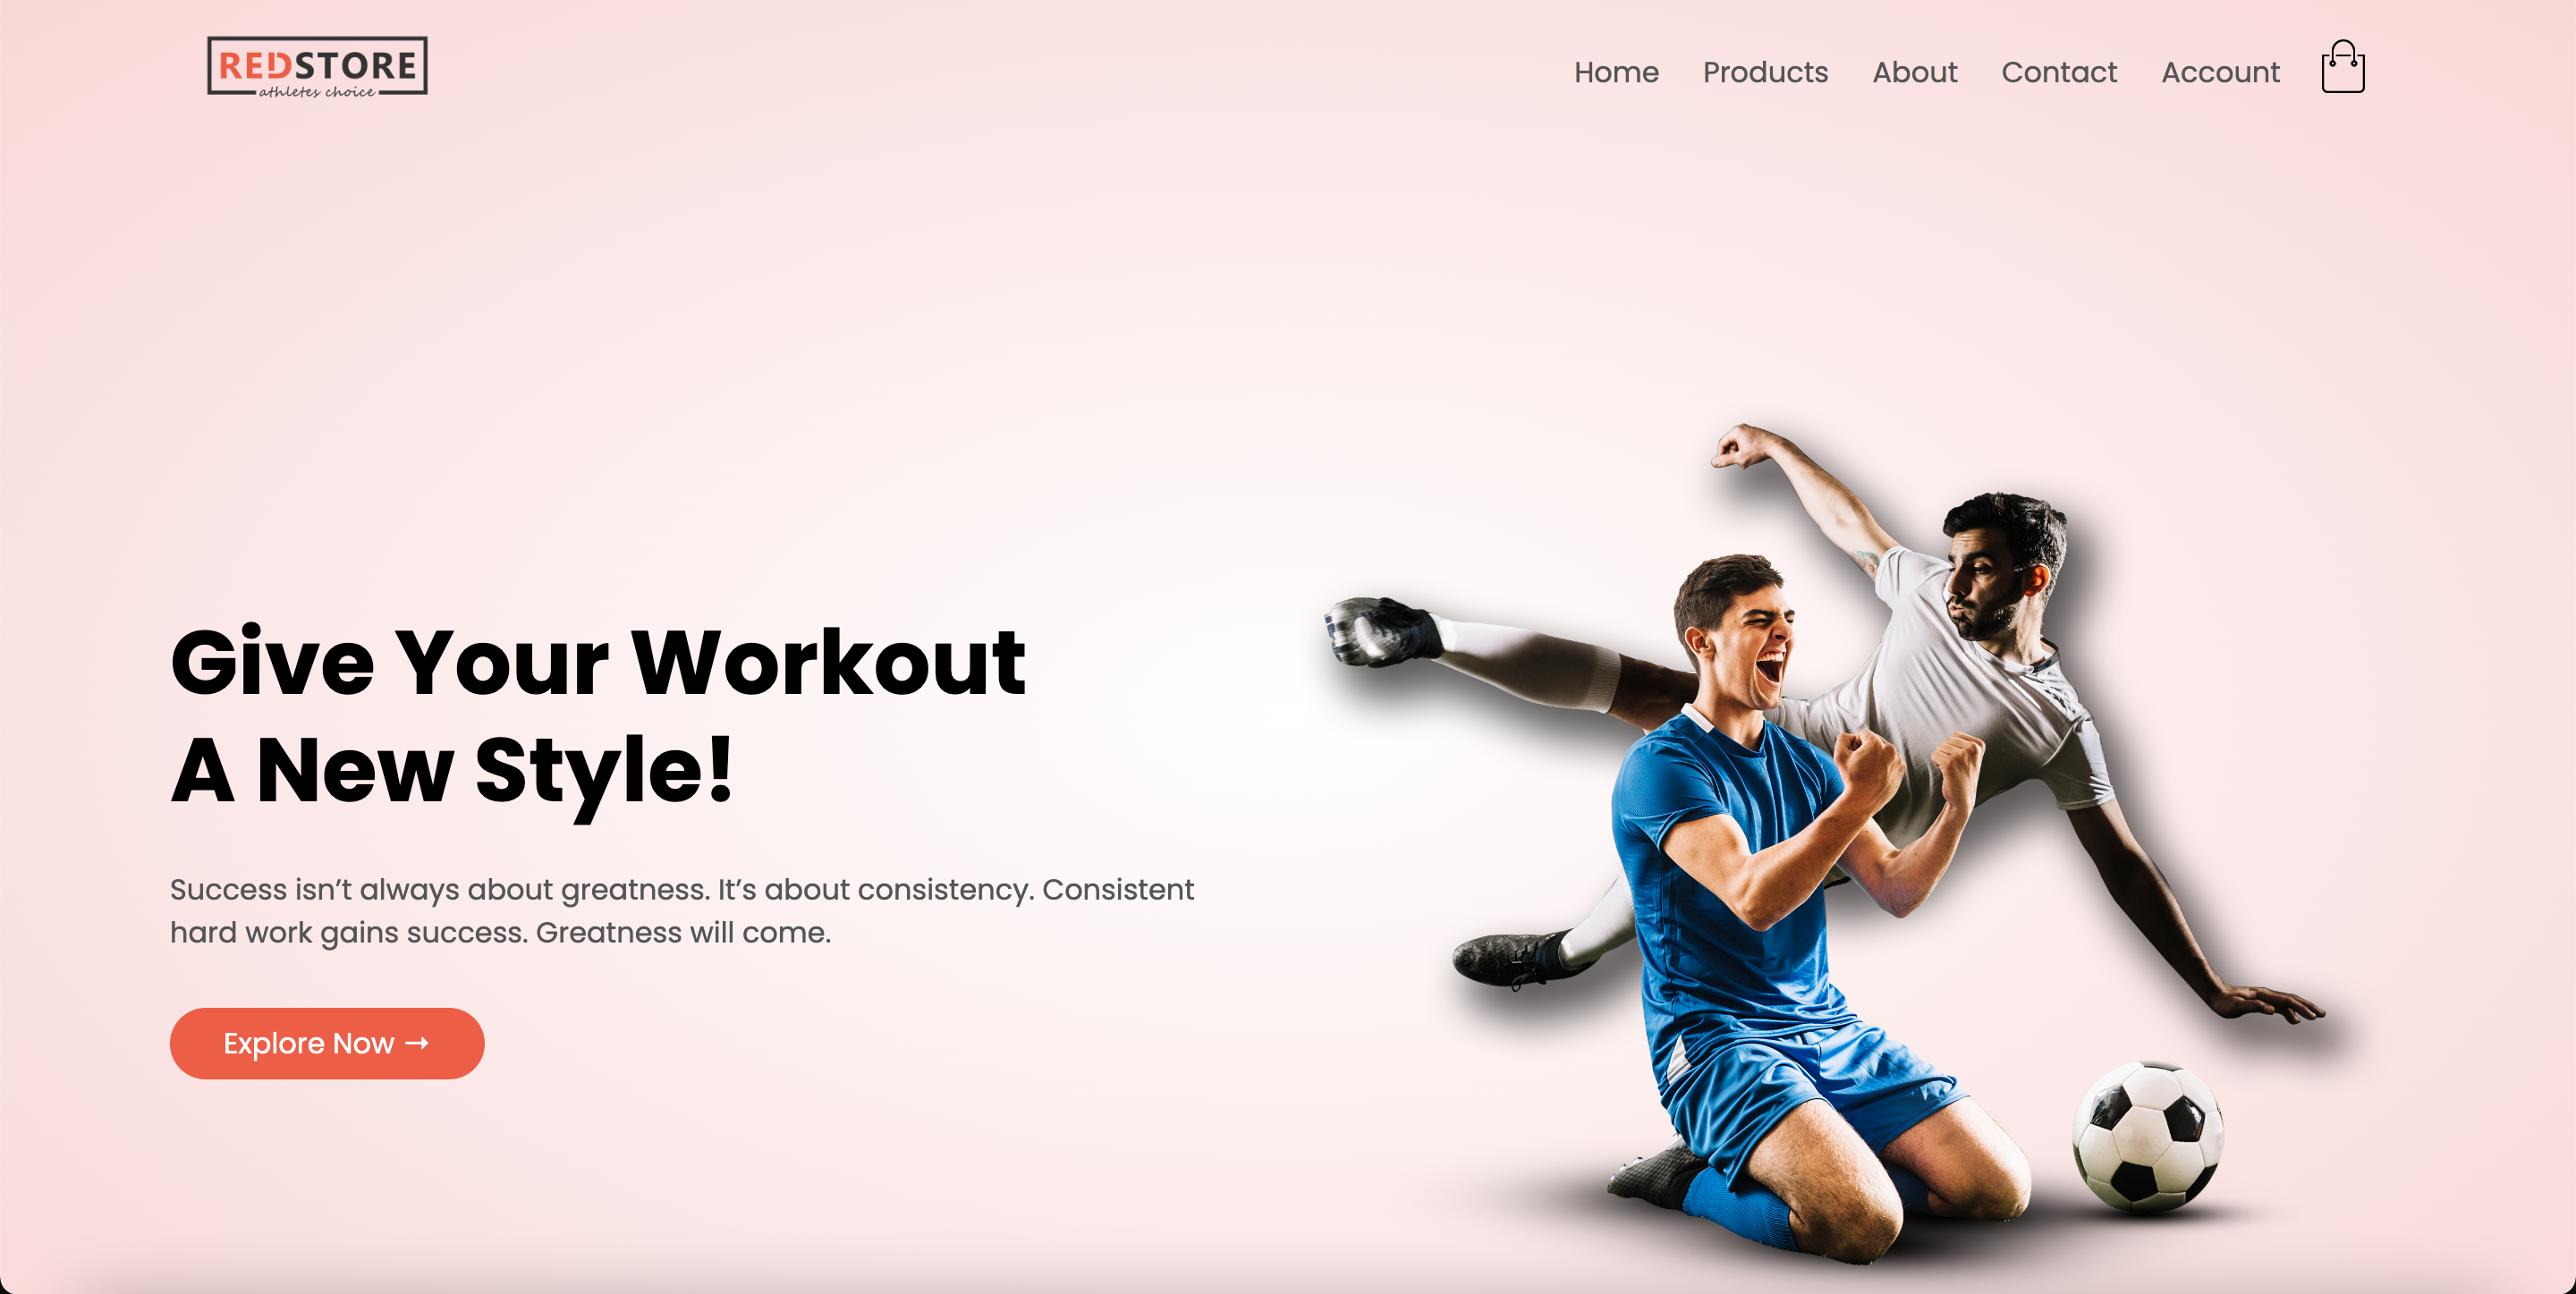 REDSTORE
athletes choice
Home Products About Contact Account
Give Your Workout
A New Style!
Success isn’t always about greatness. It’s about consistency. Consistent
hard work gains success. Greatness will come.
Explore Now →